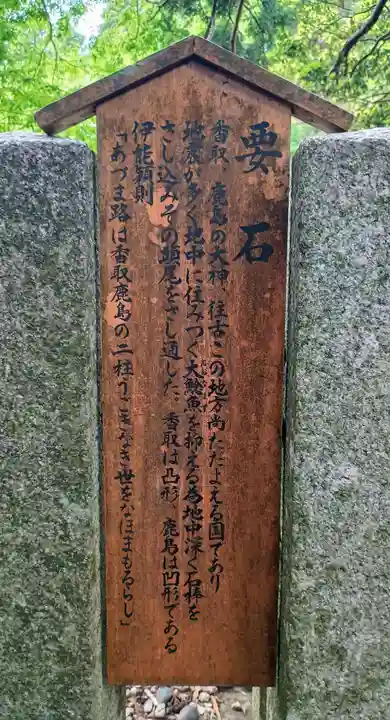 要石
香取、鹿島の大神、往古この地方尚ただよえる国であり
地震が多く地中に住みつく大鯰魚を抑える為地中深く石棒を
さし込みその頭尾をさし通した、香取は凸形、鹿島は凹形である
伊能穎則
「あづま路は香取鹿島の二柱うごきなき世をなほまもるらし」